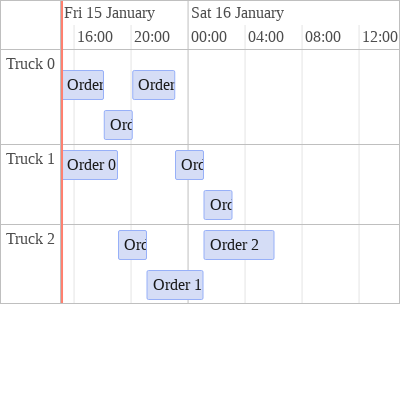 Fri 15 January Sat 16 January
16:00 20:00 00:00 04:00 08:00 12:00
Truck 0
Order Order
Ord
Truck 1
Order 0 Ord
Ord
Truck 2
Ord Order 2
Order 1